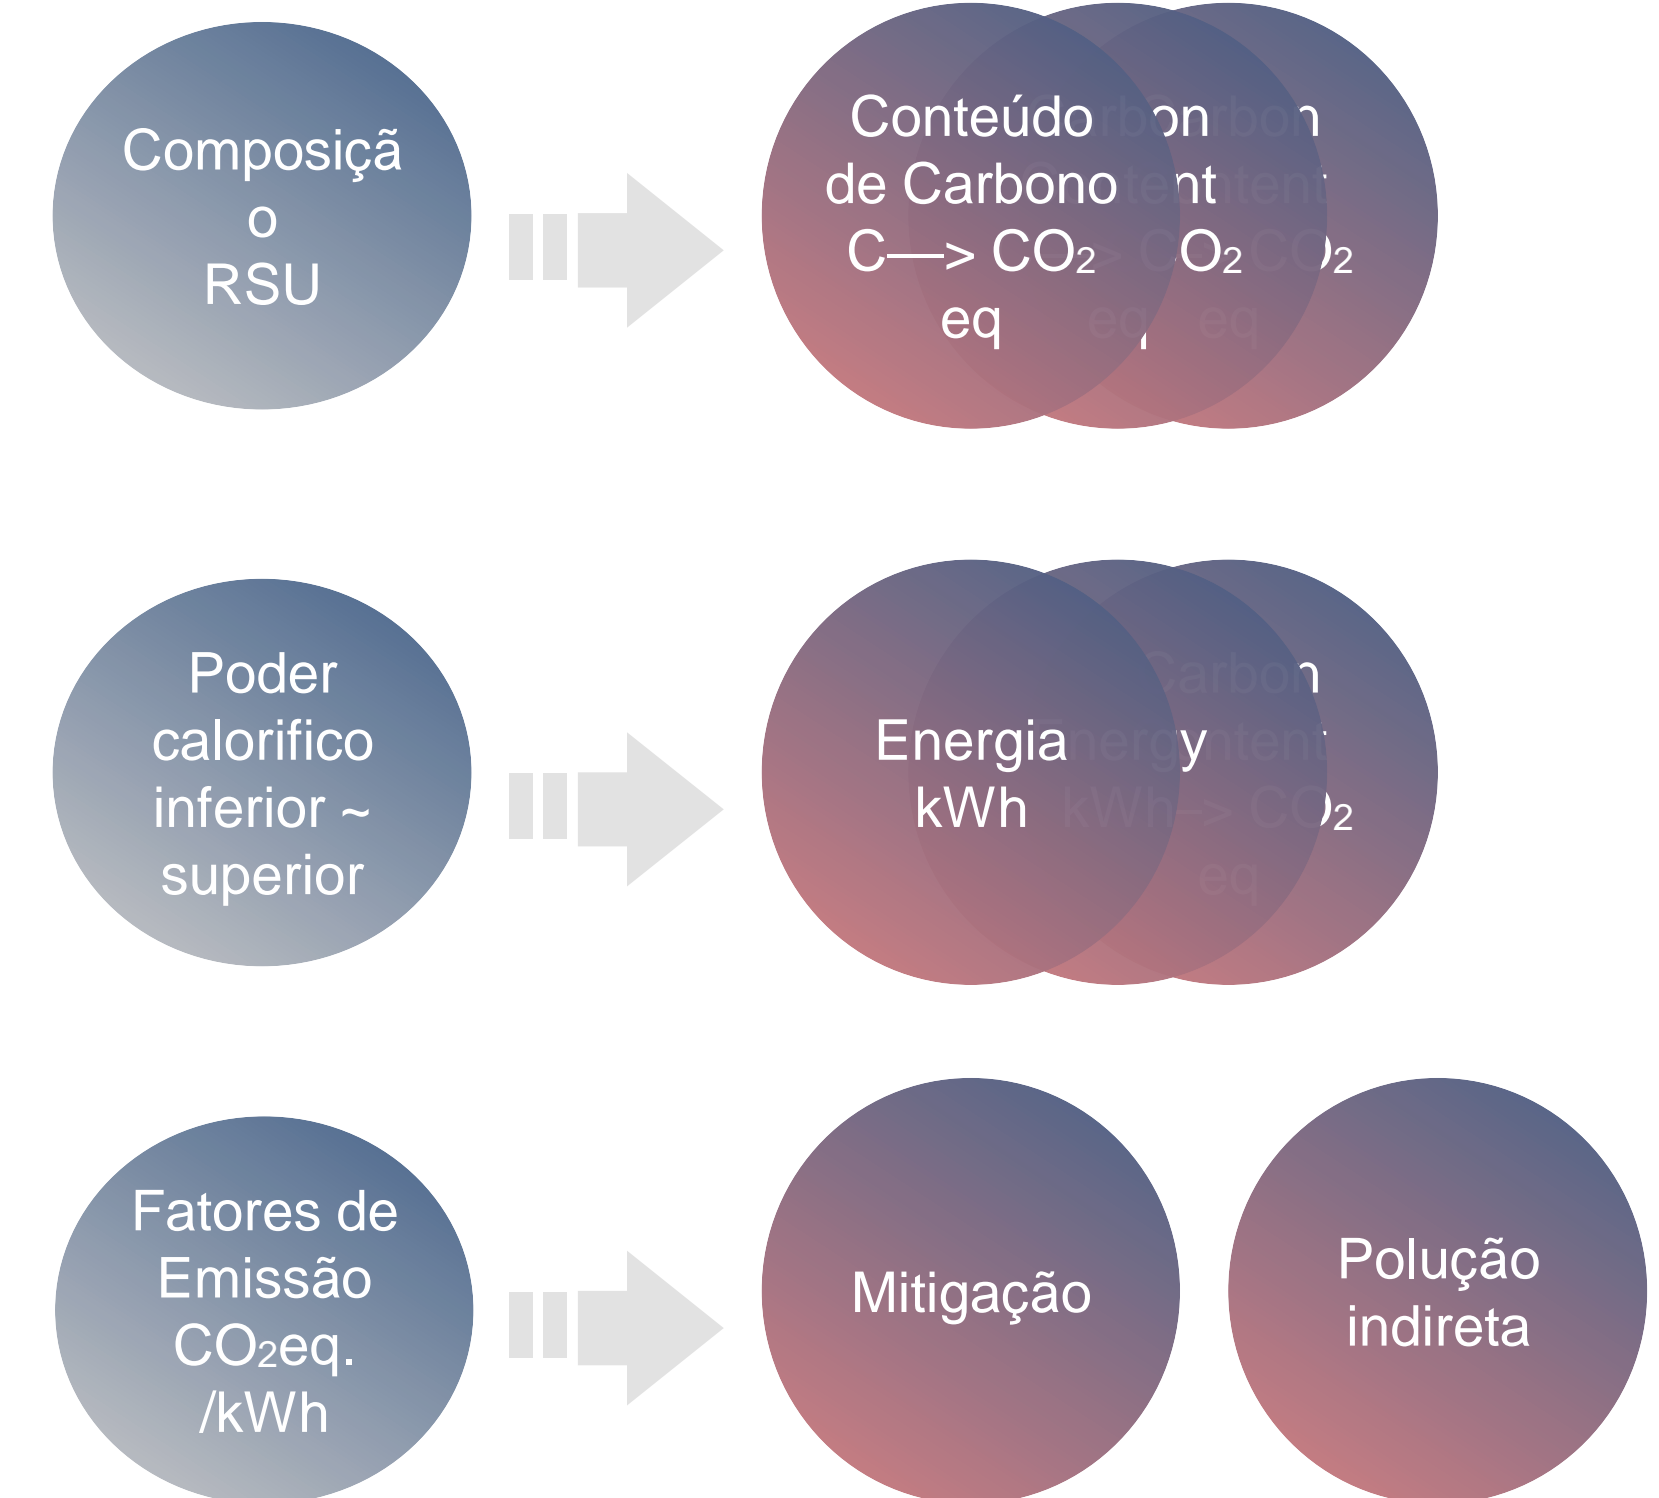 Composiçã
o
RSU
Conteúdo
de Carbono
C—> CO₂
eq
Poder
calorifico
inferior ~
superior
Energia
kWh
Fatores de
Emissão
CO₂eq.
/kWh
Mitigação
Polução
indireta